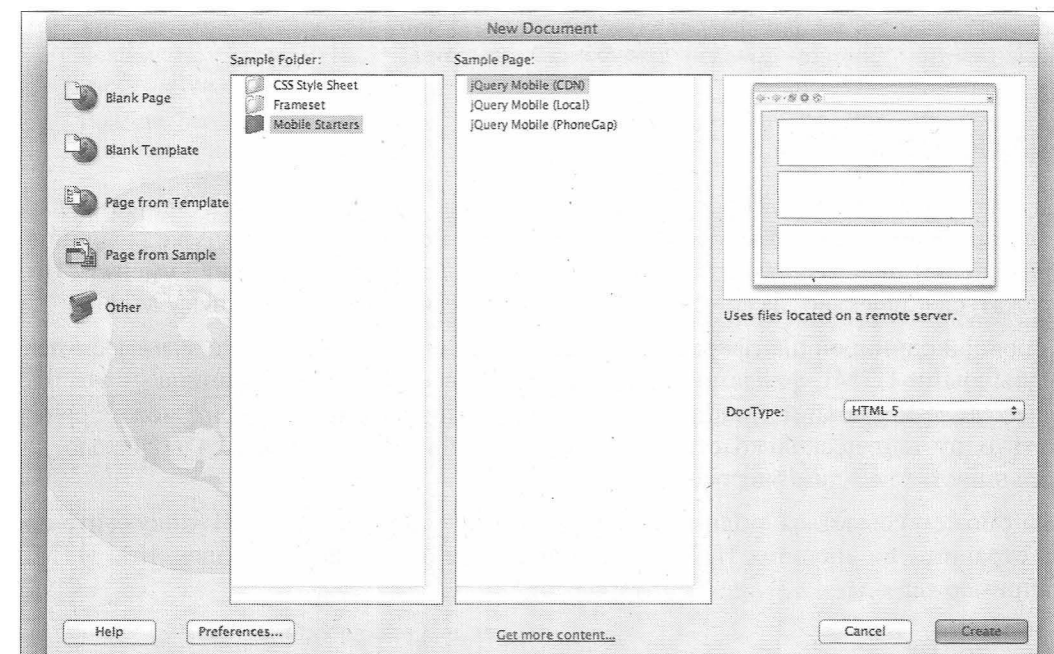 New Document
Sample Folder:
Sample Page:
Blank Page
Blank Template
Page from Template
Page from Sample
Other
CSS Style Sheet
Frameset
Mobile Starters
jQuery Mobile (CDN)
jQuery Mobile (Local)
jQuery Mobile (PhoneGap)
Uses files located on a remote server.
DocType:
HTML 5
Help
Preferences...
Get more content...
Cancel
Create